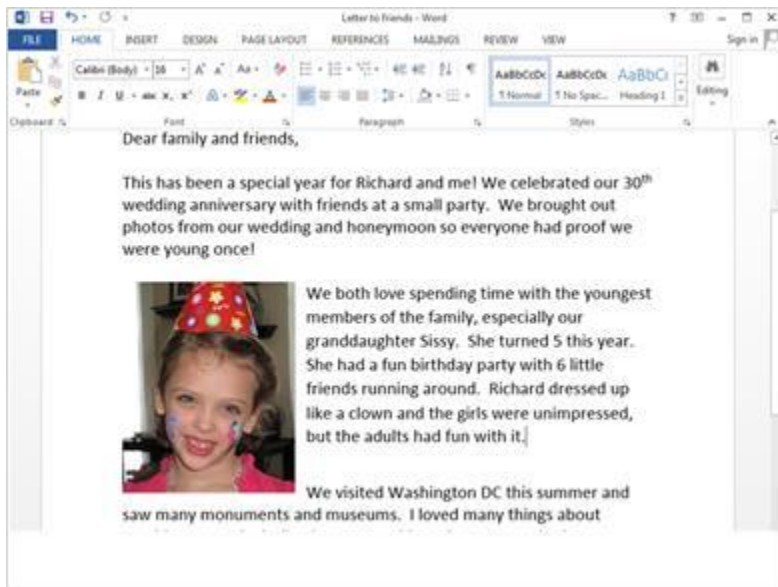 Letter to friends - Word
FILE HOME INSERT DESIGN PAGE LAYOUT REFERENCES MAILINGS REVIEW VIEW Sign in
Calibri (Body) 16 A A Aa
AaBbCcDc AaBbCcDc AaBbC
Paste B I U abc x, x² A ¶ Normal ¶ No Spac... Heading 1 Editing
Clipboard Font Paragraph Styles
Dear family and friends,
This has been a special year for Richard and me! We celebrated our 30th
wedding anniversary with friends at a small party. We brought out
photos from our wedding and honeymoon so everyone had proof we
were young once!
We both love spending time with the youngest
members of the family, especially our
granddaughter Sissy. She turned 5 this year.
She had a fun birthday party with 6 little
friends running around. Richard dressed up
like a clown and the girls were unimpressed,
but the adults had fun with it.
We visited Washington DC this summer and
saw many monuments and museums. I loved many things about